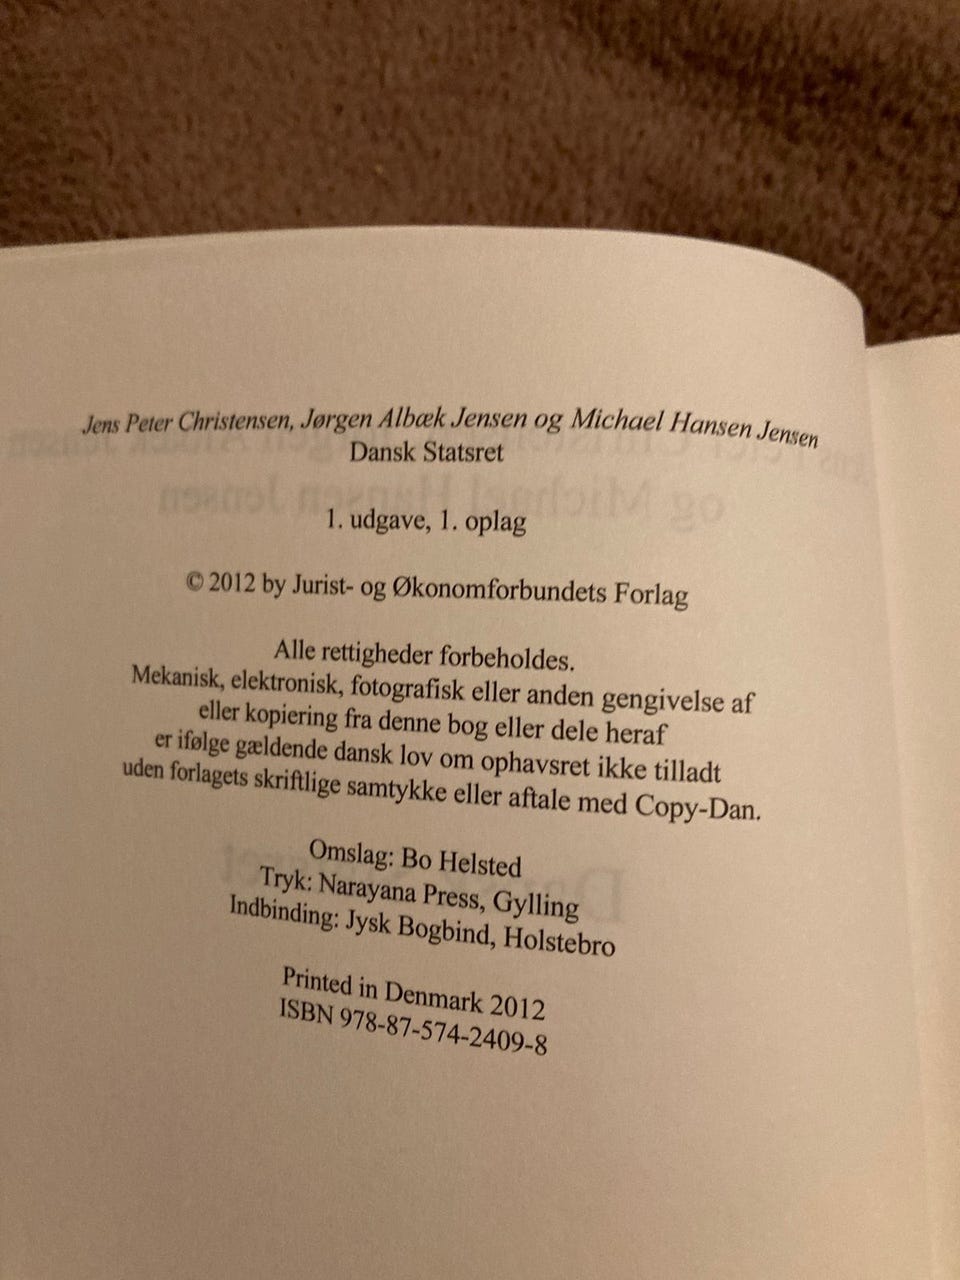 Jens Peter Christensen, Jørgen Albæk Jensen og Michael Hansen Jensen
Dansk Statsret
1. udgave, 1. oplag
© 2012 by Jurist- og Økonomforbundets Forlag
Alle rettigheder forbeholdes.
Mekanisk, elektronisk, fotografisk eller anden gengivelse af
eller kopiering fra denne bog eller dele heraf
er ifølge gældende dansk lov om ophavsret ikke tilladt
uden forlagets skriftlige samtykke eller aftale med Copy-Dan.
Omslag: Bo Helsted
Tryk: Narayana Press, Gylling
Indbinding: Jysk Bogbind, Holstebro
Printed in Denmark 2012
ISBN 978-87-574-2409-8